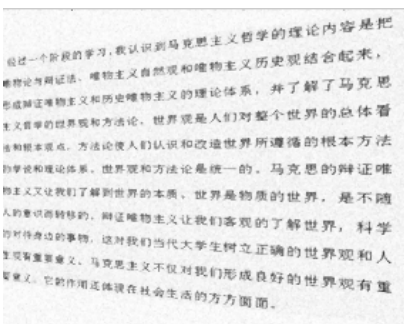 经过一个阶段的学习,我认识到马克思主义哲学的理论内容是把
唯物论与辩证法、唯物主义自然观和唯物主义历史观结合起来,
形成辩证唯物主义和历史唯物主义的理论体系,并了解了马克思
主义哲学的世界观和方法论。世界观是人们对整个世界的总体看
法和根本观点。方法论使人们认识和改造世界所遵循的根本方法
的学说和理论体系。世界观和方法论是统一的。马克思的辩证唯
物主义又让我们了解到世界的本质。世界是物质的世界,是不随
人的意识而转移的。辩证唯物主义让我们客观的了解世界,科学
的对待身边的事物。这对我们当代大学生树立正确的世界观和人
生观有重要意义。马克思主义不仅对我们形成良好的世界观有重
要意义,它的作用还体现在社会生活的方方面面。